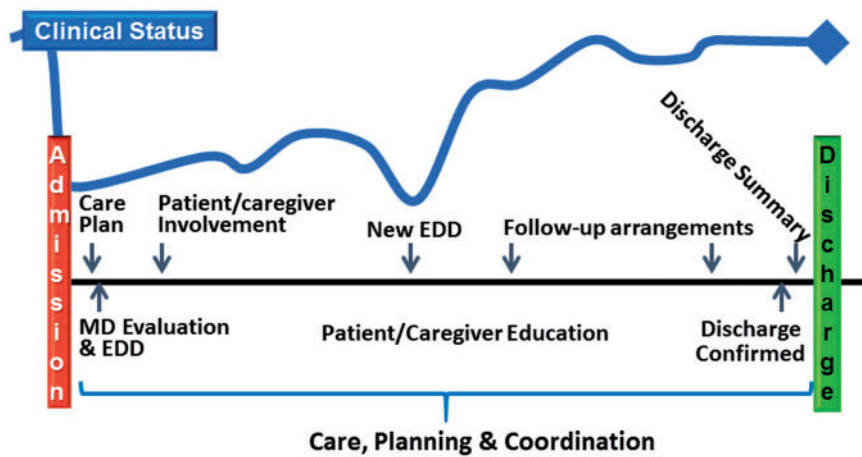 Clinical Status
Admission
Care
Plan
Patient/caregiver
Involvement
New EDD
Follow-up arrangements
Discharge Summary
Discharge
MD Evaluation
& EDD
Patient/Caregiver Education
Discharge
Confirmed
Care, Planning & Coordination